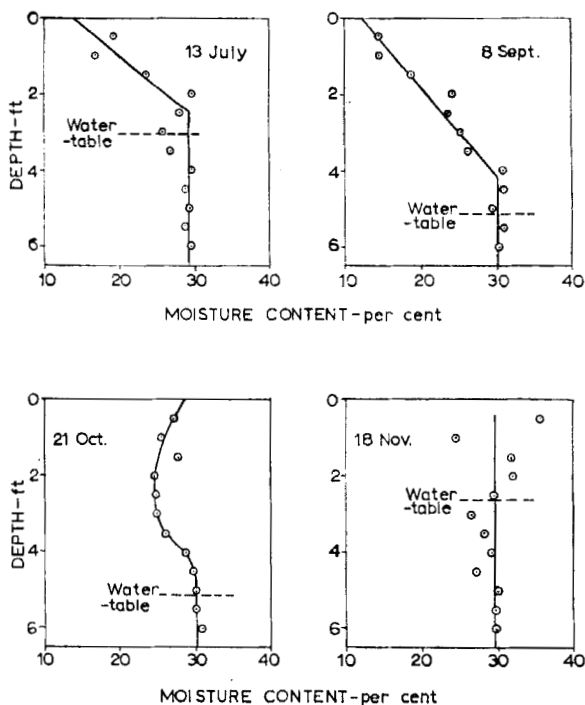 13 July
0
2
4
6
DEPTH-ft
Water
-table
10 20 30 40
8 Sept.
0
2
4
6
Water
-table
10 20 30 40
MOISTURE CONTENT-per cent
21 Oct.
0
2
4
6
DEPTH-ft
Water
-table
10 20 30 40
18 Nov.
0
2
4
6
Water
-table
10 20 30 40
MOISTURE CONTENT-per cent